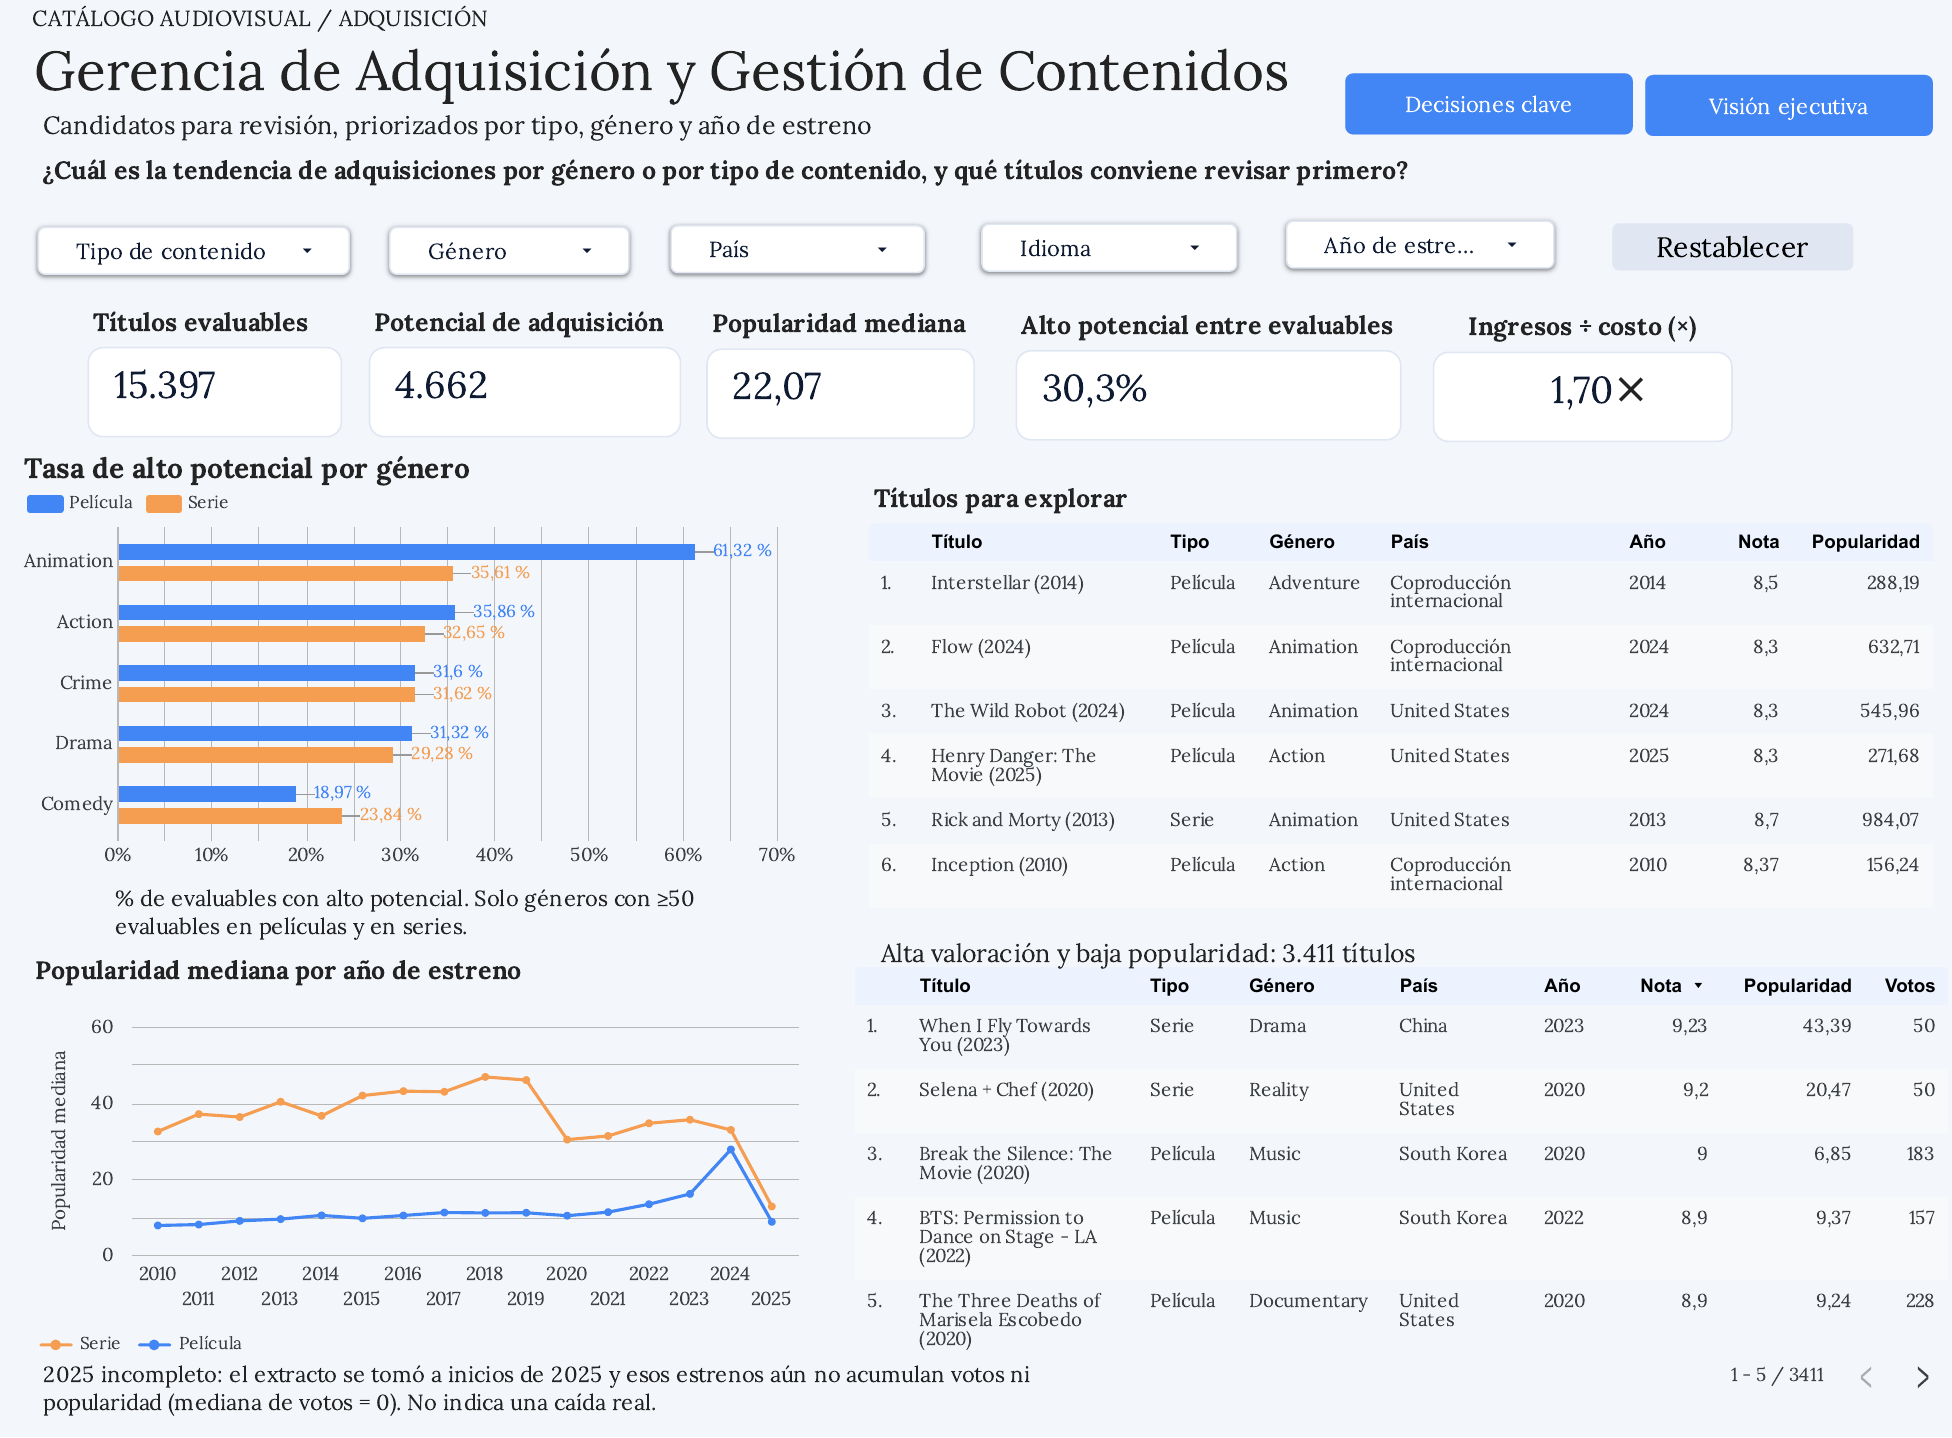 CATÁLOGO AUDIOVISUAL / ADQUISICIÓN
Gerencia de Adquisición y Gestión de Contenidos
Decisiones clave
Visión ejecutiva
Candidatos para revisión, priorizados por tipo, género y año de estreno
¿Cuál es la tendencia de adquisiciones por género o por tipo de contenido, y qué títulos conviene revisar primero?
Tipo de contenido
Género
País
Idioma
Año de estre...
Restablecer
Títulos evaluables
15.397
Potencial de adquisición
4.662
Popularidad mediana
22,07
Alto potencial entre evaluables
30,3%
Ingresos ÷ costo (×)
1,70×
Tasa de alto potencial por género
Película Serie
Animation 61,32 % 35,61 %
Action 35,86 % 32,65 %
Crime 31,6 % 31,62 %
Drama 31,32 % 29,28 %
Comedy 18,97 % 23,84 %
0% 10% 20% 30% 40% 50% 60% 70%
% de evaluables con alto potencial. Solo géneros con ≥50
evaluables en películas y en series.
Popularidad mediana por año de estreno
Popularidad mediana
60
40
20
0
2010 2011 2012 2013 2014 2015 2016 2017 2018 2019 2020 2021 2022 2023 2024 2025
Serie Película
2025 incompleto: el extracto se tomó a inicios de 2025 y esos estrenos aún no acumulan votos ni
popularidad (mediana de votos = 0). No indica una caída real.
Títulos para explorar
Título Tipo Género País Año Nota Popularidad
1. Interstellar (2014) Película Adventure Coproducción internacional 2014 8,5 288,19
2. Flow (2024) Película Animation Coproducción internacional 2024 8,3 632,71
3. The Wild Robot (2024) Película Animation United States 2024 8,3 545,96
4. Henry Danger: The Movie (2025) Película Action United States 2025 8,3 271,68
5. Rick and Morty (2013) Serie Animation United States 2013 8,7 984,07
6. Inception (2010) Película Action Coproducción internacional 2010 8,37 156,24
Alta valoración y baja popularidad: 3.411 títulos
Título Tipo Género País Año Nota Popularidad Votos
1. When I Fly Towards You (2023) Serie Drama China 2023 9,23 43,39 50
2. Selena + Chef (2020) Serie Reality United States 2020 9,2 20,47 50
3. Break the Silence: The Movie (2020) Película Music South Korea 2020 9 6,85 183
4. BTS: Permission to Dance on Stage - LA (2022) Película Music South Korea 2022 8,9 9,37 157
5. The Three Deaths of Marisela Escobedo (2020) Película Documentary United States 2020 8,9 9,24 228
1 - 5 / 3411